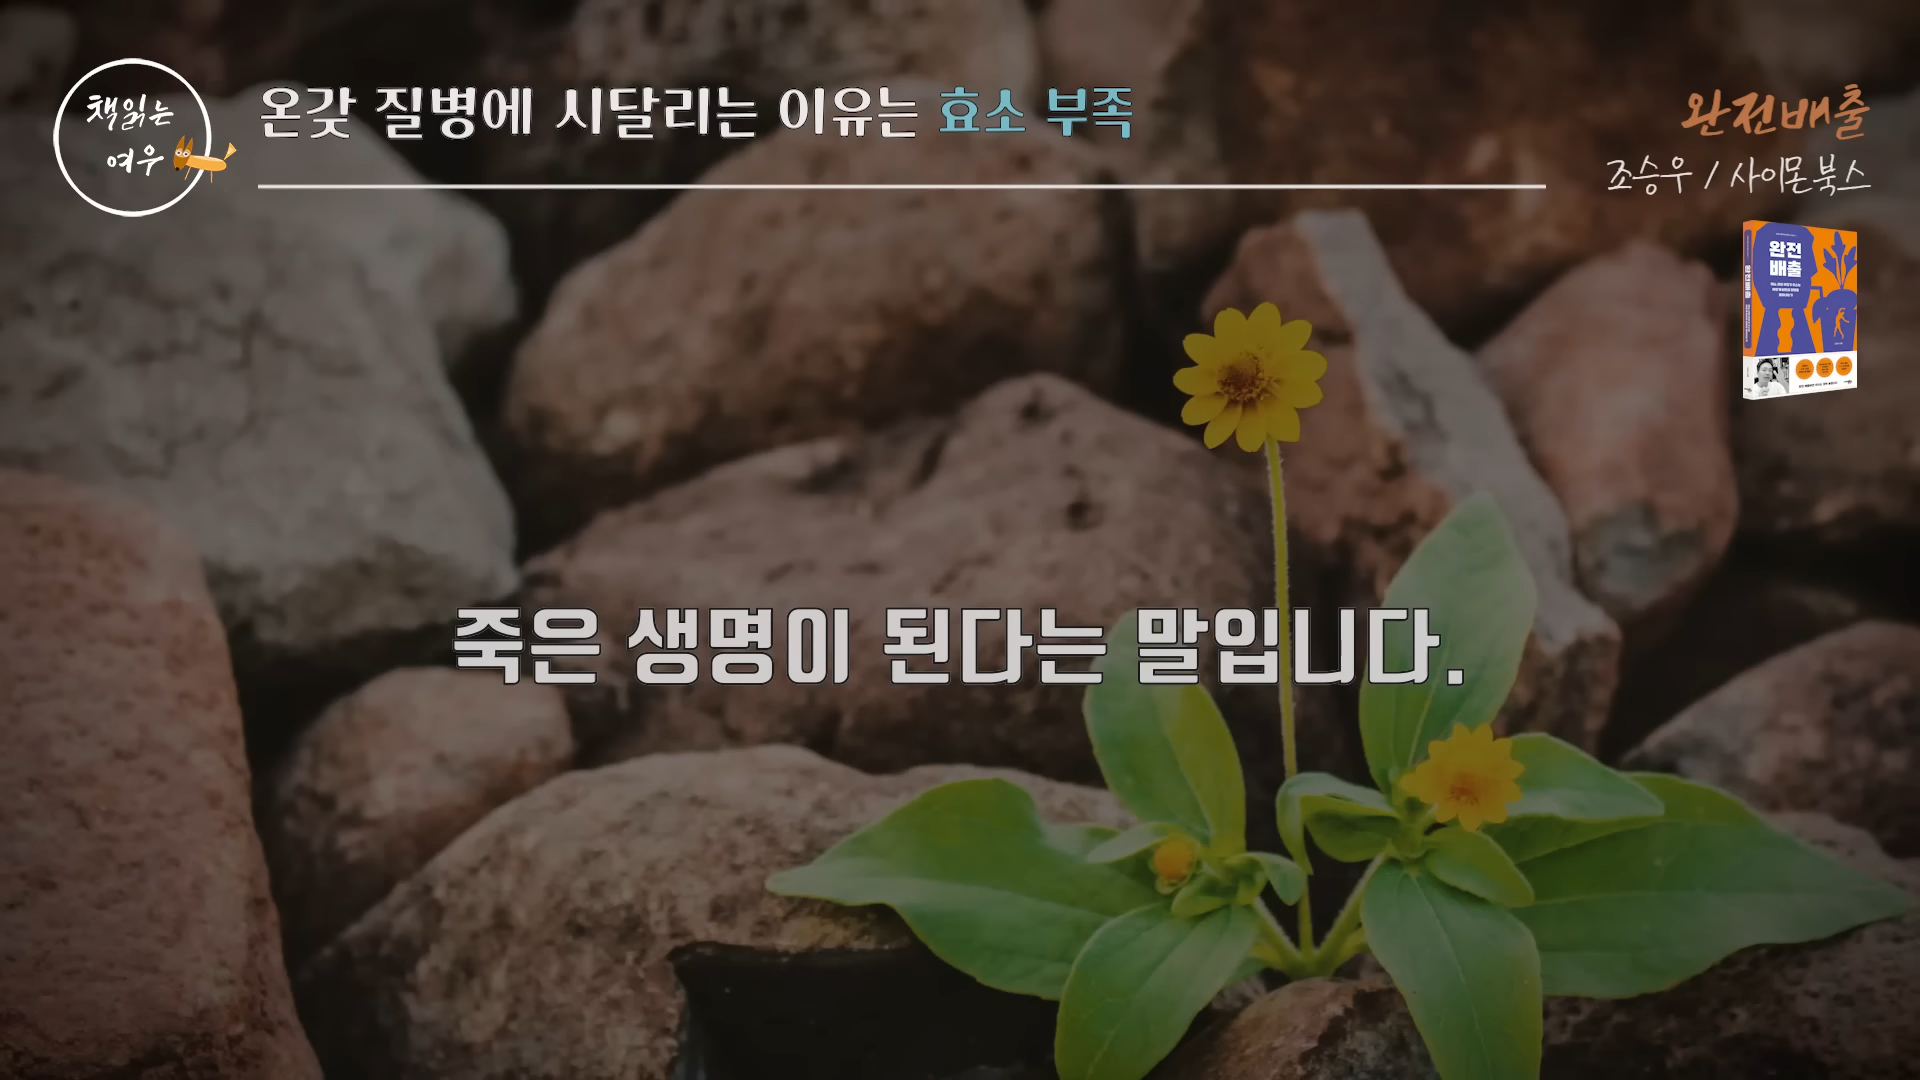 책읽는
여우
온갖 질병에 시달리는 이유는 효소 부족
완전배출
조승우 / 사이몬북스
완전
배출
죽은 생명이 된다는 말입니다.